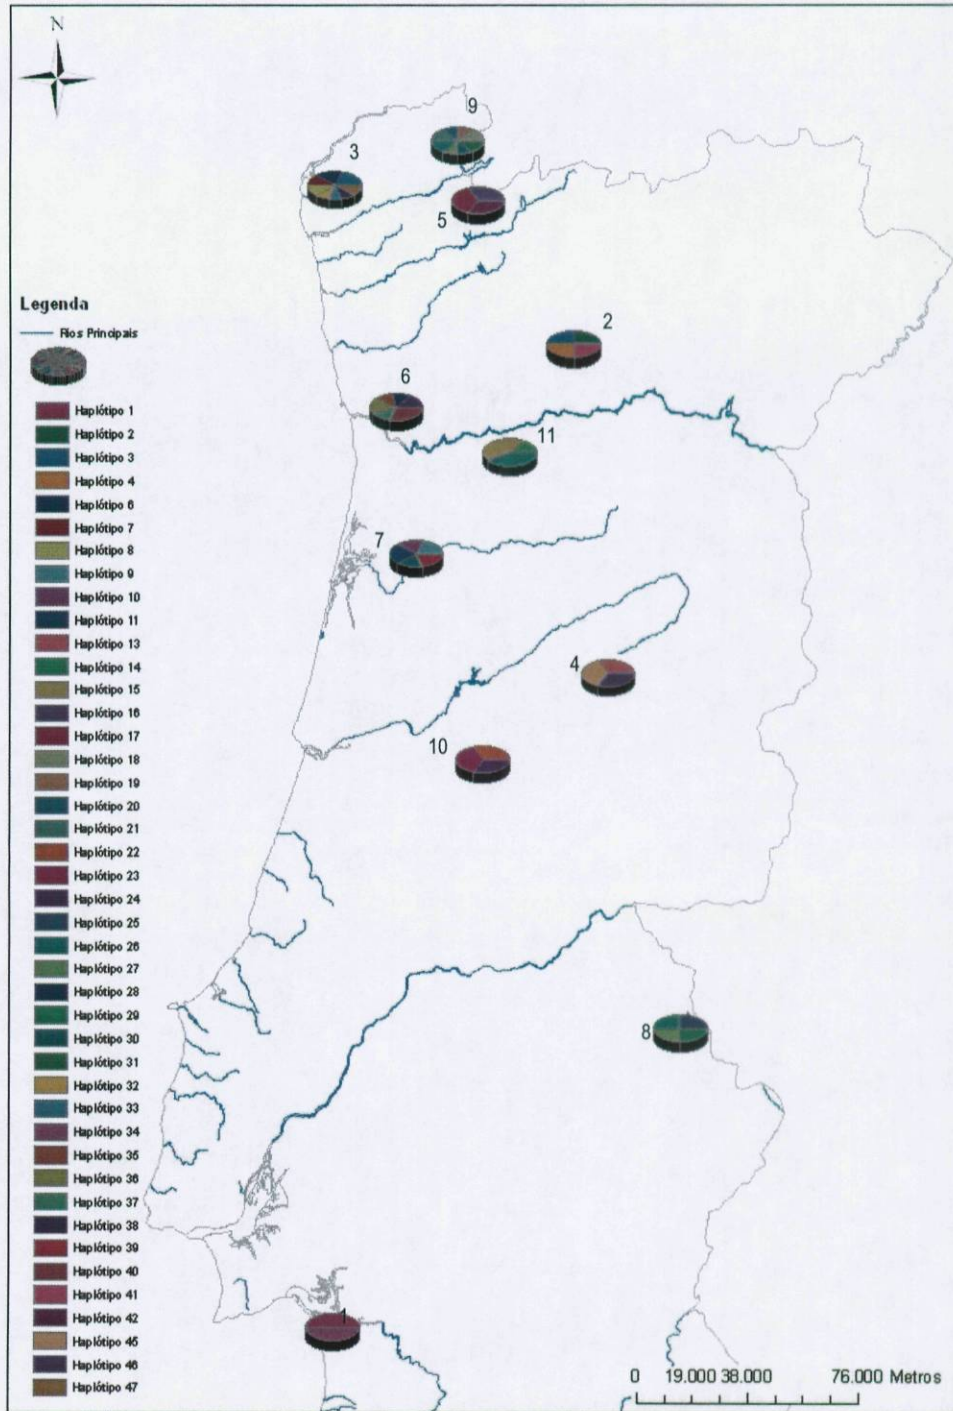 N
9
3
5
Legenda
Rios Principais
2
6
11
7
4
10
8
1
Haplótipo 1
Haplótipo 2
Haplótipo 3
Haplótipo 4
Haplótipo 6
Haplótipo 7
Haplótipo 8
Haplótipo 9
Haplótipo 10
Haplótipo 11
Haplótipo 13
Haplótipo 14
Haplótipo 15
Haplótipo 16
Haplótipo 17
Haplótipo 18
Haplótipo 19
Haplótipo 20
Haplótipo 21
Haplótipo 22
Haplótipo 23
Haplótipo 24
Haplótipo 25
Haplótipo 26
Haplótipo 27
Haplótipo 28
Haplótipo 29
Haplótipo 30
Haplótipo 31
Haplótipo 32
Haplótipo 33
Haplótipo 34
Haplótipo 35
Haplótipo 36
Haplótipo 37
Haplótipo 38
Haplótipo 39
Haplótipo 40
Haplótipo 41
Haplótipo 42
Haplótipo 45
Haplótipo 46
Haplótipo 47
0 19.000 38.000 76.000 Metros